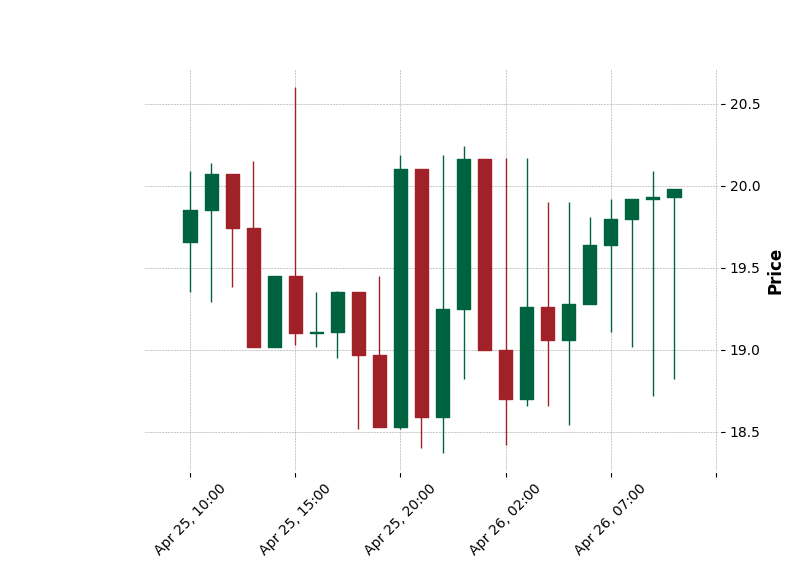 20.5
20.0
19.5
19.0
18.5
Price
Apr 25, 10:00
Apr 25, 15:00
Apr 25, 20:00
Apr 26, 02:00
Apr 26, 07:00